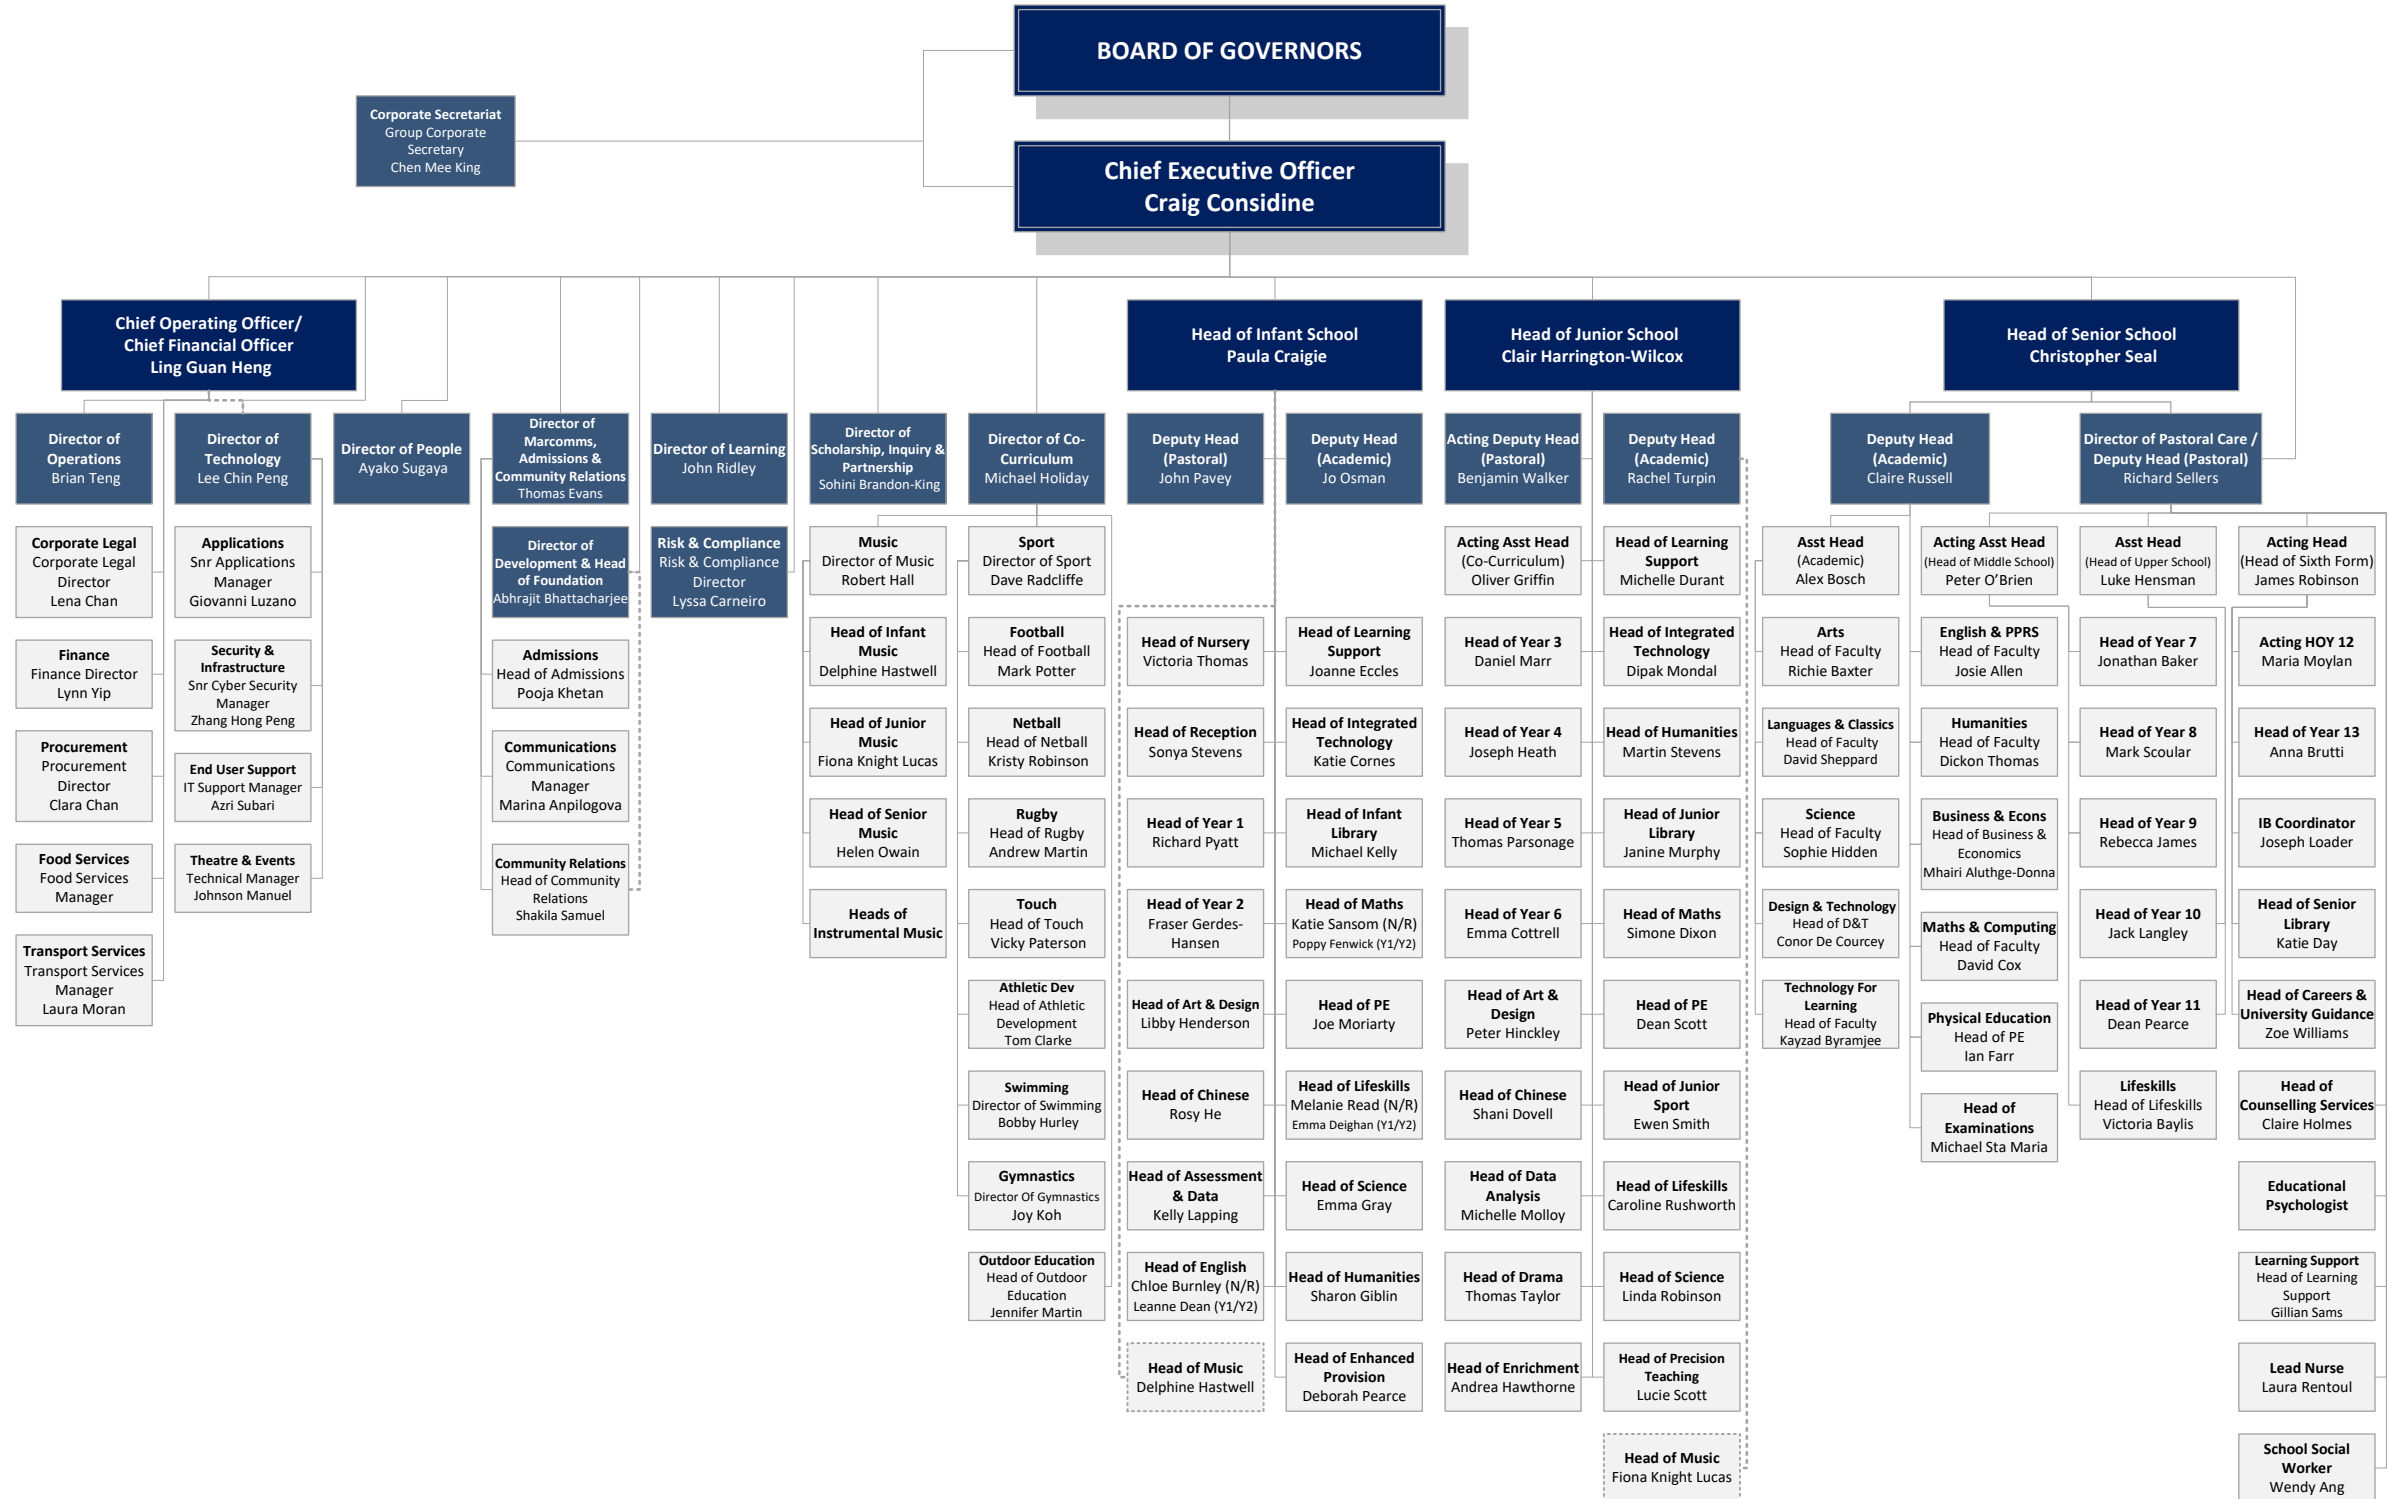 BOARD OF GOVERNORS
Corporate Secretariat
Group Corporate
Secretary
Chen Mee King
Chief Executive Officer
Craig Considine
Chief Operating Officer/
Chief Financial Officer
Ling Guan Heng
Head of Infant School
Paula Craigie
Head of Junior School
Clair Harrington-Wilcox
Head of Senior School
Christopher Seal
Director of
Operations
Brian Teng
Director of
Technology
Lee Chin Peng
Director of People
Ayako Sugaya
Director of
Marcomms,
Admissions &
Community Relations
Thomas Evans
Director of Learning
John Ridley
Director of
Scholarship, Inquiry &
Partnership
Sohini Brandon-King
Director of Co-
Curriculum
Michael Holiday
Deputy Head
(Pastoral)
John Pavey
Deputy Head
(Academic)
Jo Osman
Acting Deputy Head
(Pastoral)
Benjamin Walker
Deputy Head
(Academic)
Rachel Turpin
Deputy Head
(Academic)
Claire Russell
Director of Pastoral Care /
Deputy Head (Pastoral)
Richard Sellers
Corporate Legal
Corporate Legal
Director
Lena Chan
Finance
Finance Director
Lynn Yip
Procurement
Procurement
Director
Clara Chan
Food Services
Food Services
Manager
Transport Services
Transport Services
Manager
Laura Moran
Applications
Snr Applications
Manager
Giovanni Luzano
Security &
Infrastructure
Snr Cyber Security
Manager
Zhang Hong Peng
End User Support
IT Support Manager
Azri Subari
Theatre & Events
Technical Manager
Johnson Manuel
Director of
Development & Head
of Foundation
Abhrajit Bhattacharjee
Admissions
Head of Admissions
Pooja Khetan
Communications
Communications
Manager
Marina Anpilogova
Community Relations
Head of Community
Relations
Shakila Samuel
Risk & Compliance
Risk & Compliance
Director
Lyssa Carneiro
Music
Director of Music
Robert Hall
Head of Infant
Music
Delphine Hastwell
Head of Junior
Music
Fiona Knight Lucas
Head of Senior
Music
Helen Owain
Heads of
Instrumental Music
Sport
Director of Sport
Dave Radcliffe
Football
Head of Football
Mark Potter
Netball
Head of Netball
Kristy Robinson
Rugby
Head of Rugby
Andrew Martin
Touch
Head of Touch
Vicky Paterson
Athletic Dev
Head of Athletic
Development
Tom Clarke
Swimming
Director of Swimming
Bobby Hurley
Gymnastics
Director Of Gymnastics
Joy Koh
Outdoor Education
Head of Outdoor
Education
Jennifer Martin
Head of Nursery
Victoria Thomas
Head of Reception
Sonya Stevens
Head of Year 1
Richard Pyatt
Head of Year 2
Fraser Gerdes-
Hansen
Head of Art & Design
Libby Henderson
Head of Chinese
Rosy He
Head of Assessment
& Data
Kelly Lapping
Head of English
Chloe Burnley (N/R)
Leanne Dean (Y1/Y2)
Head of Music
Delphine Hastwell
Head of Learning
Support
Joanne Eccles
Head of Integrated
Technology
Katie Cornes
Head of Infant
Library
Michael Kelly
Head of Maths
Katie Sansom (N/R)
Poppy Fenwick (Y1/Y2)
Head of PE
Joe Moriarty
Head of Lifeskills
Melanie Read (N/R)
Emma Deighan (Y1/Y2)
Head of Science
Emma Gray
Head of Humanities
Sharon Giblin
Head of Enhanced
Provision
Deborah Pearce
Acting Asst Head
(Co-Curriculum)
Oliver Griffin
Head of Year 3
Daniel Marr
Head of Year 4
Joseph Heath
Head of Year 5
Thomas Parsonage
Head of Year 6
Emma Cottrell
Head of Art &
Design
Peter Hinckley
Head of Chinese
Shani Dovell
Head of Data
Analysis
Michelle Molloy
Head of Drama
Thomas Taylor
Head of Enrichment
Andrea Hawthorne
Head of Learning
Support
Michelle Durant
Head of Integrated
Technology
Dipak Mondal
Head of Humanities
Martin Stevens
Head of Junior
Library
Janine Murphy
Head of Maths
Simone Dixon
Head of PE
Dean Scott
Head of Junior
Sport
Ewen Smith
Head of Lifeskills
Caroline Rushworth
Head of Science
Linda Robinson
Head of Precision
Teaching
Lucie Scott
Head of Music
Fiona Knight Lucas
Asst Head
(Academic)
Alex Bosch
Arts
Head of Faculty
Richie Baxter
Languages & Classics
Head of Faculty
David Sheppard
Science
Head of Faculty
Sophie Hidden
Design & Technology
Head of D&T
Conor De Courcey
Technology For
Learning
Head of Faculty
Kayzad Byramjee
Acting Asst Head
(Head of Middle School)
Peter O’Brien
English & PPRS
Head of Faculty
Josie Allen
Humanities
Head of Faculty
Dickon Thomas
Business & Econs
Head of Business &
Economics
Mhairi Aluthge-Donna
Maths & Computing
Head of Faculty
David Cox
Physical Education
Head of PE
Ian Farr
Head of
Examinations
Michael Sta Maria
Asst Head
(Head of Upper School)
Luke Hensman
Head of Year 7
Jonathan Baker
Head of Year 8
Mark Scoular
Head of Year 9
Rebecca James
Head of Year 10
Jack Langley
Head of Year 11
Dean Pearce
Lifeskills
Head of Lifeskills
Victoria Baylis
Acting Head
(Head of Sixth Form)
James Robinson
Acting HOY 12
Maria Moylan
Head of Year 13
Anna Brutti
IB Coordinator
Joseph Loader
Head of Senior
Library
Katie Day
Head of Careers &
University Guidance
Zoe Williams
Head of
Counselling Services
Claire Holmes
Educational
Psychologist
Learning Support
Head of Learning
Support
Gillian Sams
Lead Nurse
Laura Rentoul
School Social
Worker
Wendy Ang